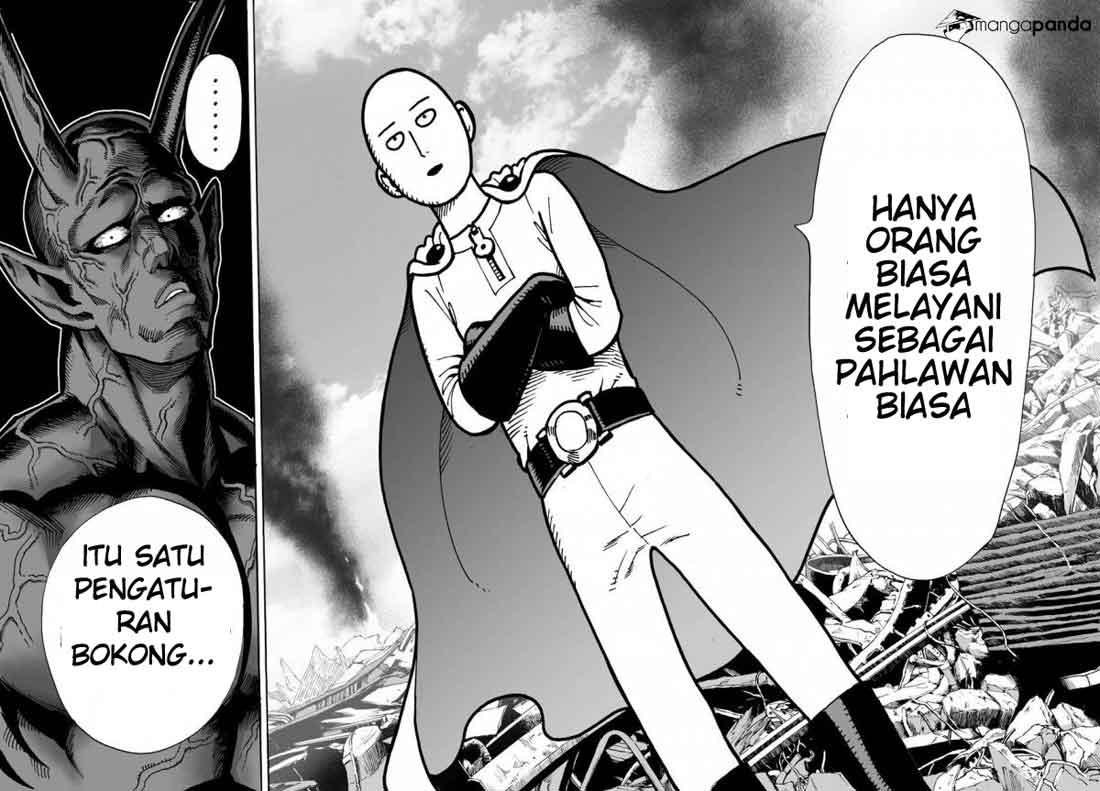 mangapanda
HANYA
ORANG
BIASA
MELAYANI
SEBAGAI
PAHLAWAN
BIASA
........
ITU SATU
PENGATU-
RAN
BOKONG...